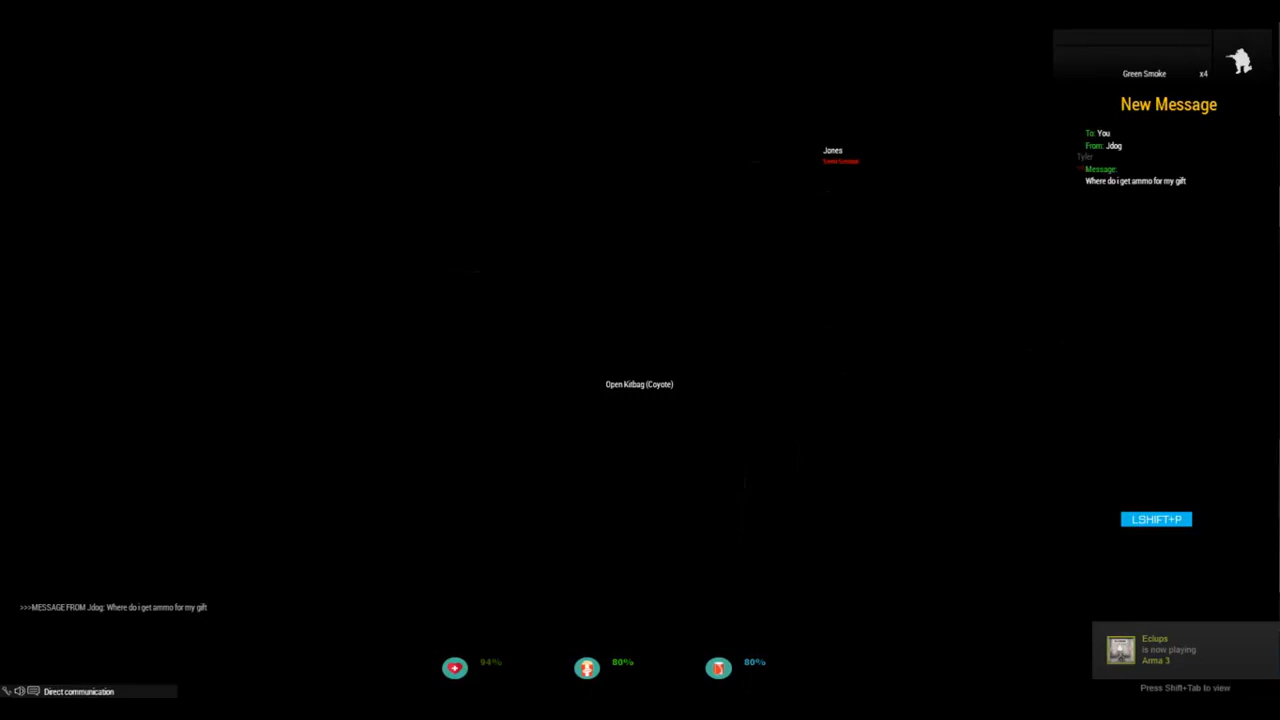 Green Smoke x4
New Message
To: You
From: Jdog
Tyler
Message:
Where do i get ammo for my gift
Jones
Open Kitbag (Coyote)
LSHIFT+P
>>>MESSAGE FROM Jdog: Where do i get ammo for my gift
Eclups
is now playing
Arma 3
94% 80% 80%
Press Shift+Tab to view
Direct communication